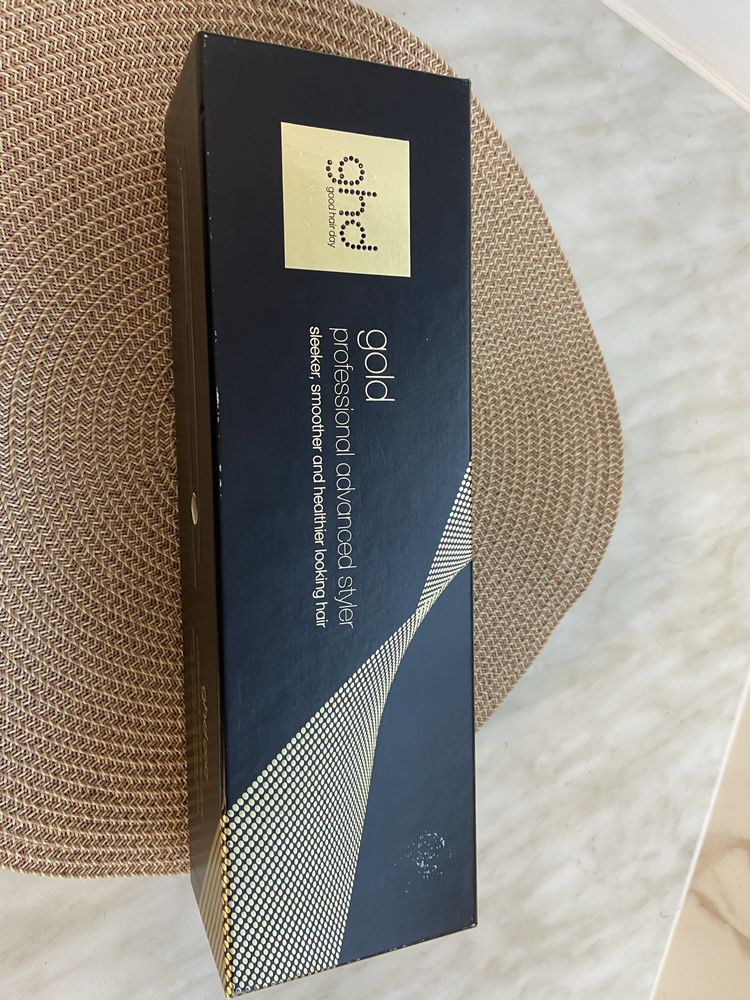 ghd
good hair day
gold
professional advanced styler
sleeker, smoother and healthier looking hair